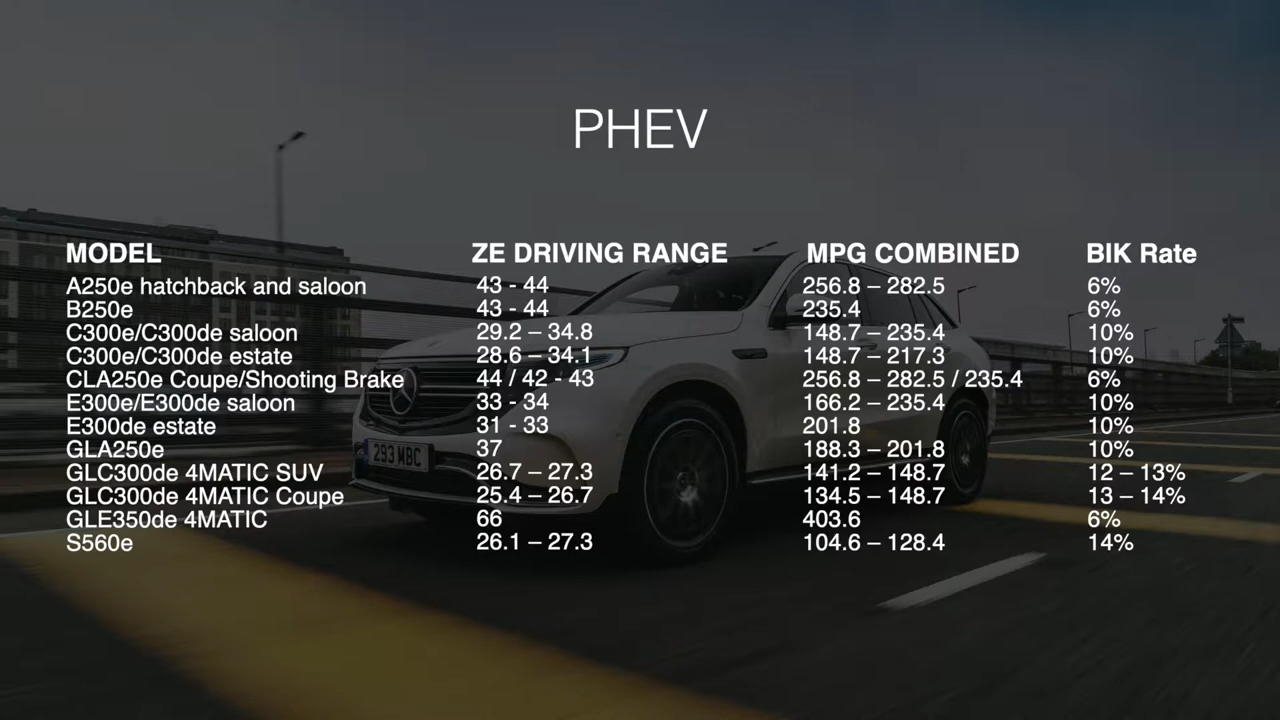 PHEV
MODEL ZE DRIVING RANGE MPG COMBINED BIK Rate
A250e hatchback and saloon 43 - 44 256.8 – 282.5 6%
B250e 43 - 44 235.4 6%
C300e/C300de saloon 29.2 – 34.8 148.7 – 235.4 10%
C300e/C300de estate 28.6 – 34.1 148.7 – 217.3 10%
CLA250e Coupe/Shooting Brake 44 / 42 - 43 256.8 – 282.5 / 235.4 6%
E300e/E300de saloon 33 - 34 166.2 – 235.4 10%
E300de estate 31 - 33 201.8 10%
GLA250e 37 188.3 – 201.8 10%
GLC300de 4MATIC SUV 26.7 – 27.3 141.2 – 148.7 12 – 13%
GLC300de 4MATIC Coupe 25.4 – 26.7 134.5 – 148.7 13 – 14%
GLE350de 4MATIC 66 403.6 6%
S560e 26.1 – 27.3 104.6 – 128.4 14%
293 MBC